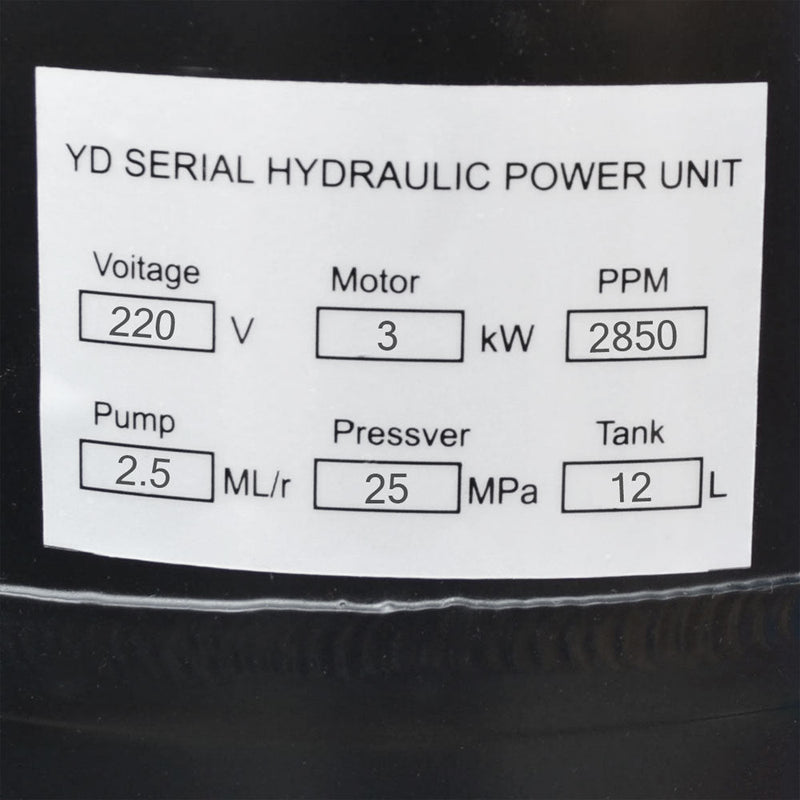 YD SERIAL HYDRAULIC POWER UNIT
Voitage Motor PPM
220 V 3 kW 2850
Pump Pressver Tank
2.5 ML/r 25 MPa 12 L